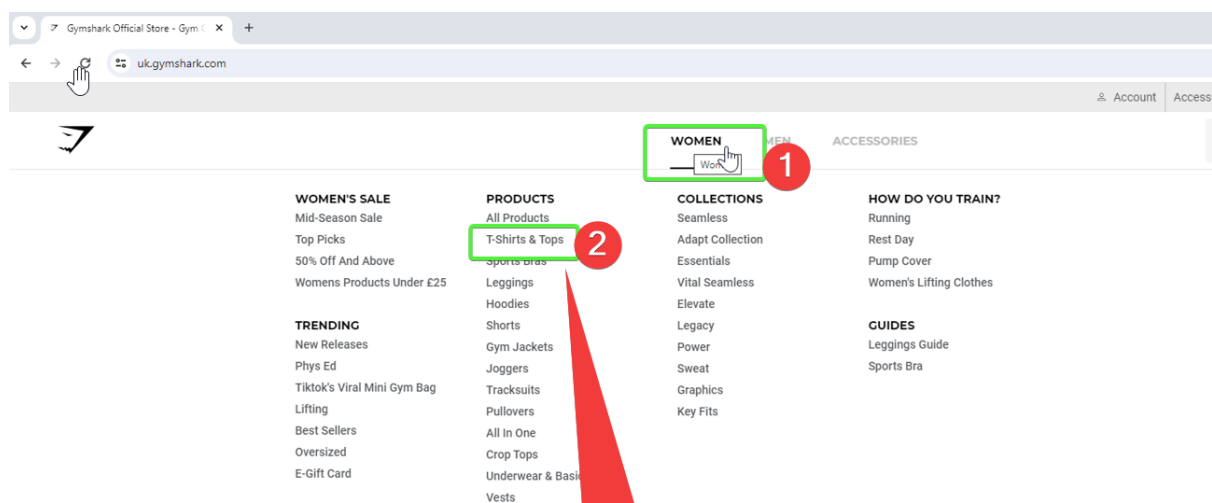 Gymshark Official Store - Gym C
uk.gymshark.com
Account
Access
WOMEN
MEN
ACCESSORIES
Wom
1
WOMEN'S SALE
Mid-Season Sale
Top Picks
50% Off And Above
Womens Products Under £25
TRENDING
New Releases
Phys Ed
Tiktok's Viral Mini Gym Bag
Lifting
Best Sellers
Oversized
E-Gift Card
PRODUCTS
All Products
T-Shirts & Tops
2
Sports Bras
Leggings
Hoodies
Shorts
Gym Jackets
Joggers
Tracksuits
Pullovers
All In One
Crop Tops
Underwear & Basi
Vests
COLLECTIONS
Seamless
Adapt Collection
Essentials
Vital Seamless
Elevate
Legacy
Power
Sweat
Graphics
Key Fits
HOW DO YOU TRAIN?
Running
Rest Day
Pump Cover
Women's Lifting Clothes
GUIDES
Leggings Guide
Sports Bra